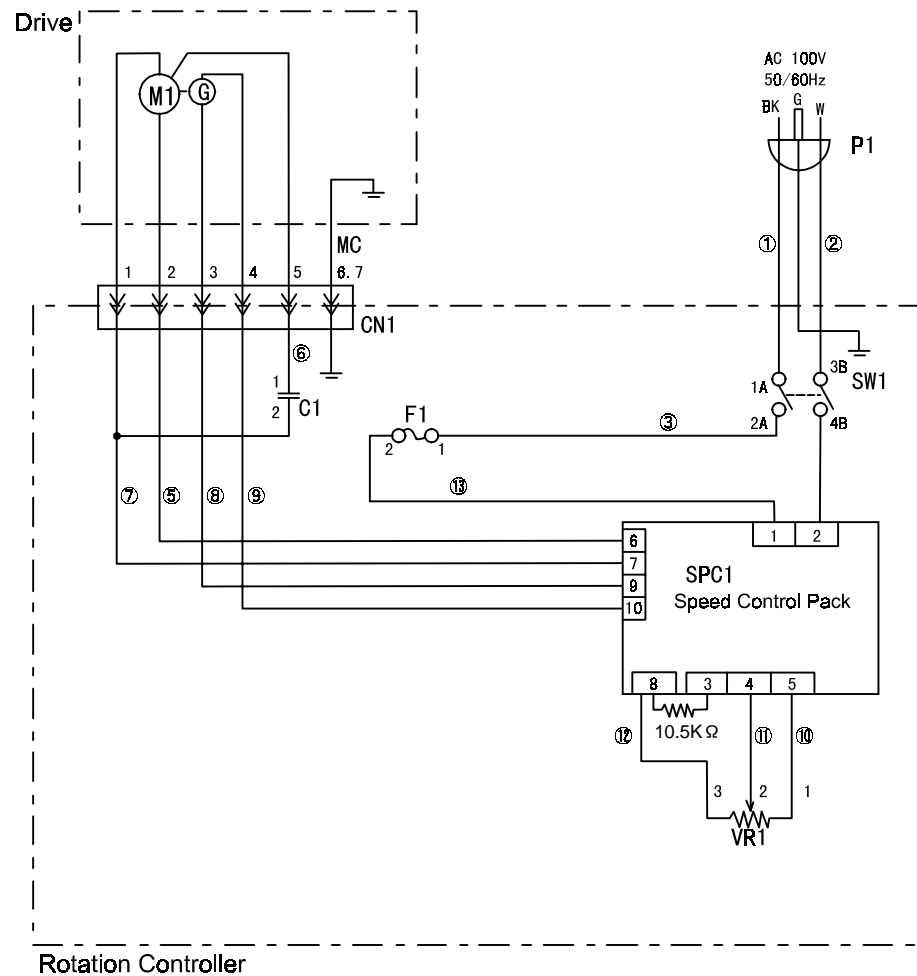 Drive
AC 100V
50/60Hz
BK G W
P1
M1 G
① ②
MC
1 2 3 4 5 6.7
CN1
⑥
1
2 C1
3B
1A SW1
2A 4B
F1
2 1
③
⑬
⑦ ⑤ ⑧ ⑨
1 2
6
7
9
10
SPC1
Speed Control Pack
8 3 4 5
10.5KΩ
⑫ ⑪ ⑩
3 2 1
VR1
Rotation Controller